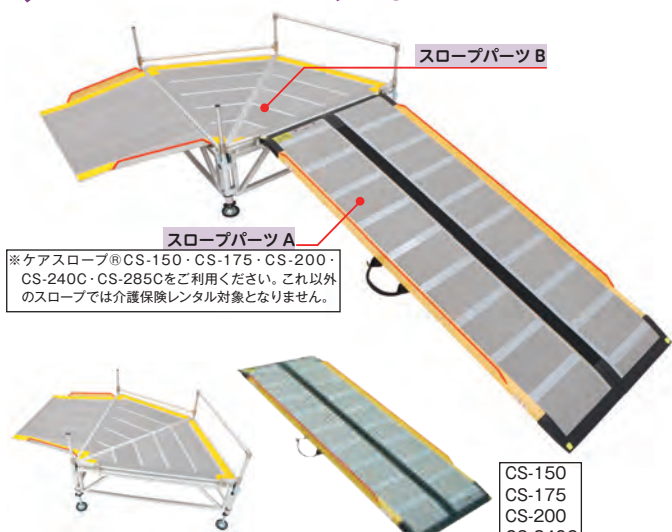 スロープパーツB
スロープパーツA
※ケアスロープ®CS-150・CS-175・CS-200・
CS-240C・CS-285Cをご利用ください。これ以外
のスロープでは介護保険レンタル対象となりません。
CS-150
CS-175
CS-200